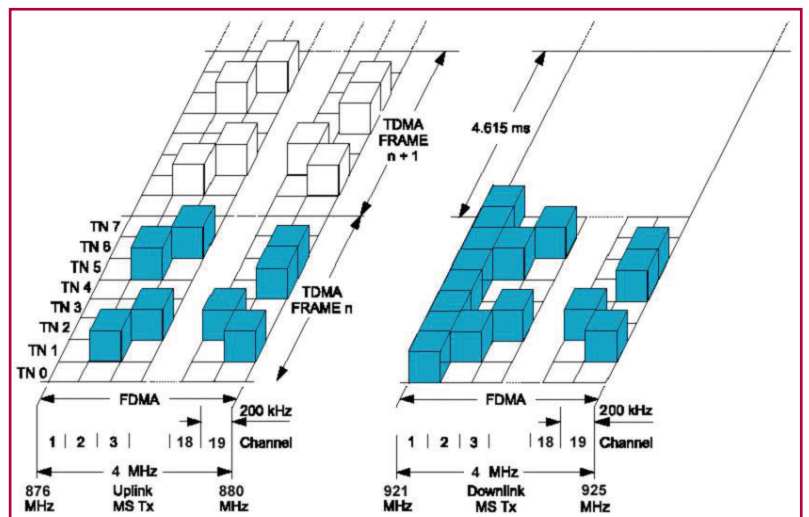 TDMA
FRAME
n + 1
4.615 ms
TN 7
TN 6
TN 5
TN 4
TN 3
TN 2
TN 1
TN 0
TDMA
FRAME n
FDMA
200 kHz
1 | 2 | 3 | | 18 | 19
Channel
4 MHz
876
MHz
Uplink
MS Tx
880
MHz
FDMA
200 kHz
1 | 2 | 3 | | 18 | 19
Channel
4 MHz
921
MHz
Downlink
MS Tx
925
MHz